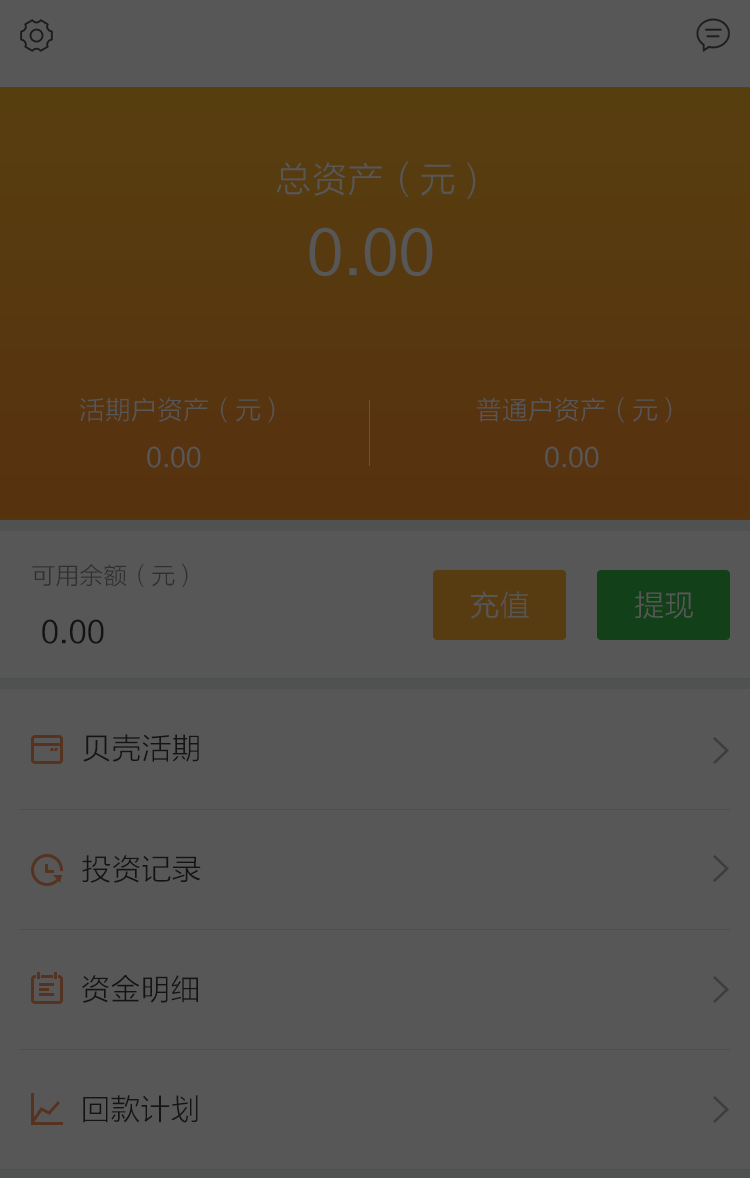 总资产（元）
0.00
活期户资产（元） 普通户资产（元）
0.00 0.00
可用余额（元）
0.00
充值 提现
贝壳活期
投资记录
资金明细
回款计划